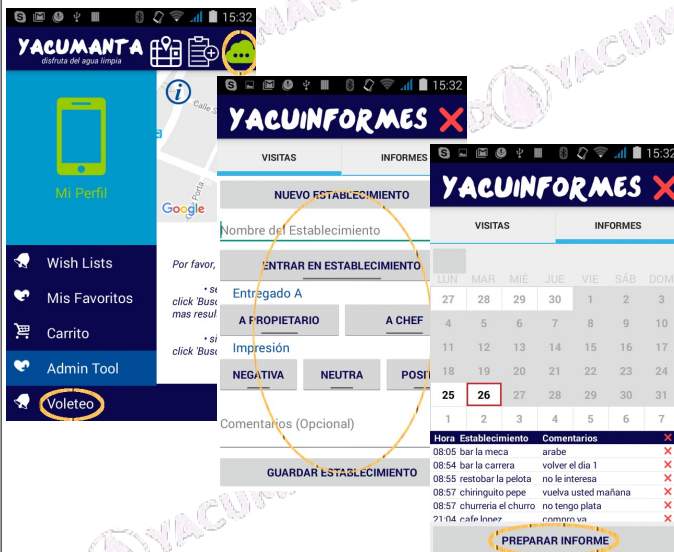 15:32
YACUMANTA
disfruta del agua limpia
Calle
Porta
Google
Mi Perfil
Wish Lists
Mis Favoritos
Carrito
Admin Tool
Voleteo
Por favor,
• se
click 'Busc
mas resul
• si
click 'Busc
15:32
YACUINFORMES
VISITAS INFORMES
NUEVO ESTABLECIMIENTO
Nombre del Establecimiento
ENTRAR EN ESTABLECIMIENTO
Entregado A
A PROPIETARIO A CHEF
Impresión
NEGATIVA NEUTRA POSIT
Comentarios (Opcional)
GUARDAR ESTABLECIMIENTO
15:32
YACUINFORMES
VISITAS INFORMES
LUN MAR MIÉ JUE VIE SÁB DOM
27 28 29 30 1 2 3
4 5 6 7 8 9 10
11 12 13 14 15 16 17
18 19 20 21 22 23 24
25 26 27 28 29 30 31
1 2 3 4 5 6 7
Hora Establecimiento Comentarios
08:05 bar la meca arabe
08:54 bar la carrera volver el dia 1
08:55 restobar la pelota no le interesa
08:57 chiringuito pepe vuelva usted mañana
08:57 churreria el churro no tengo plata
21:04 cafe lopez compro ya
PREPARAR INFORME